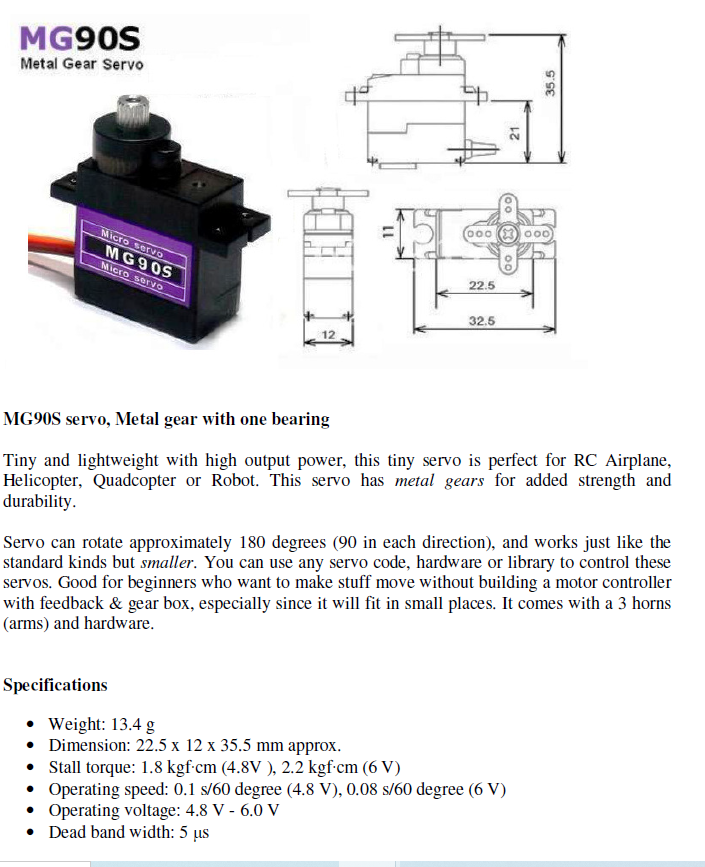 MG90S
Metal Gear Servo
35.5
21
Micro servo
MG90S
Micro servo
11
22.5
32.5
12
MG90S servo, Metal gear with one bearing
Tiny and lightweight with high output power, this tiny servo is perfect for RC Airplane,
Helicopter, Quadcopter or Robot. This servo has metal gears for added strength and
durability.
Servo can rotate approximately 180 degrees (90 in each direction), and works just like the
standard kinds but smaller. You can use any servo code, hardware or library to control these
servos. Good for beginners who want to make stuff move without building a motor controller
with feedback & gear box, especially since it will fit in small places. It comes with a 3 horns
(arms) and hardware.
Specifications
• Weight: 13.4 g
• Dimension: 22.5 x 12 x 35.5 mm approx.
• Stall torque: 1.8 kgf·cm (4.8V ), 2.2 kgf·cm (6 V)
• Operating speed: 0.1 s/60 degree (4.8 V), 0.08 s/60 degree (6 V)
• Operating voltage: 4.8 V - 6.0 V
• Dead band width: 5 μs